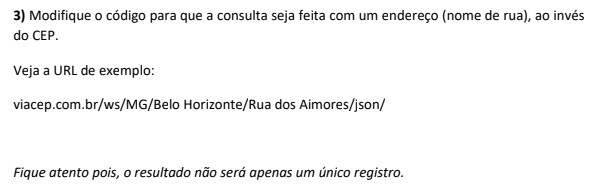 3) Modifique o código para que a consulta seja feita com um endereço (nome de rua), ao invés
do CEP.
Veja a URL de exemplo:
viacep.com.br/ws/MG/Belo Horizonte/Rua dos Aimores/json/
Fique atento pois, o resultado não será apenas um único registro.